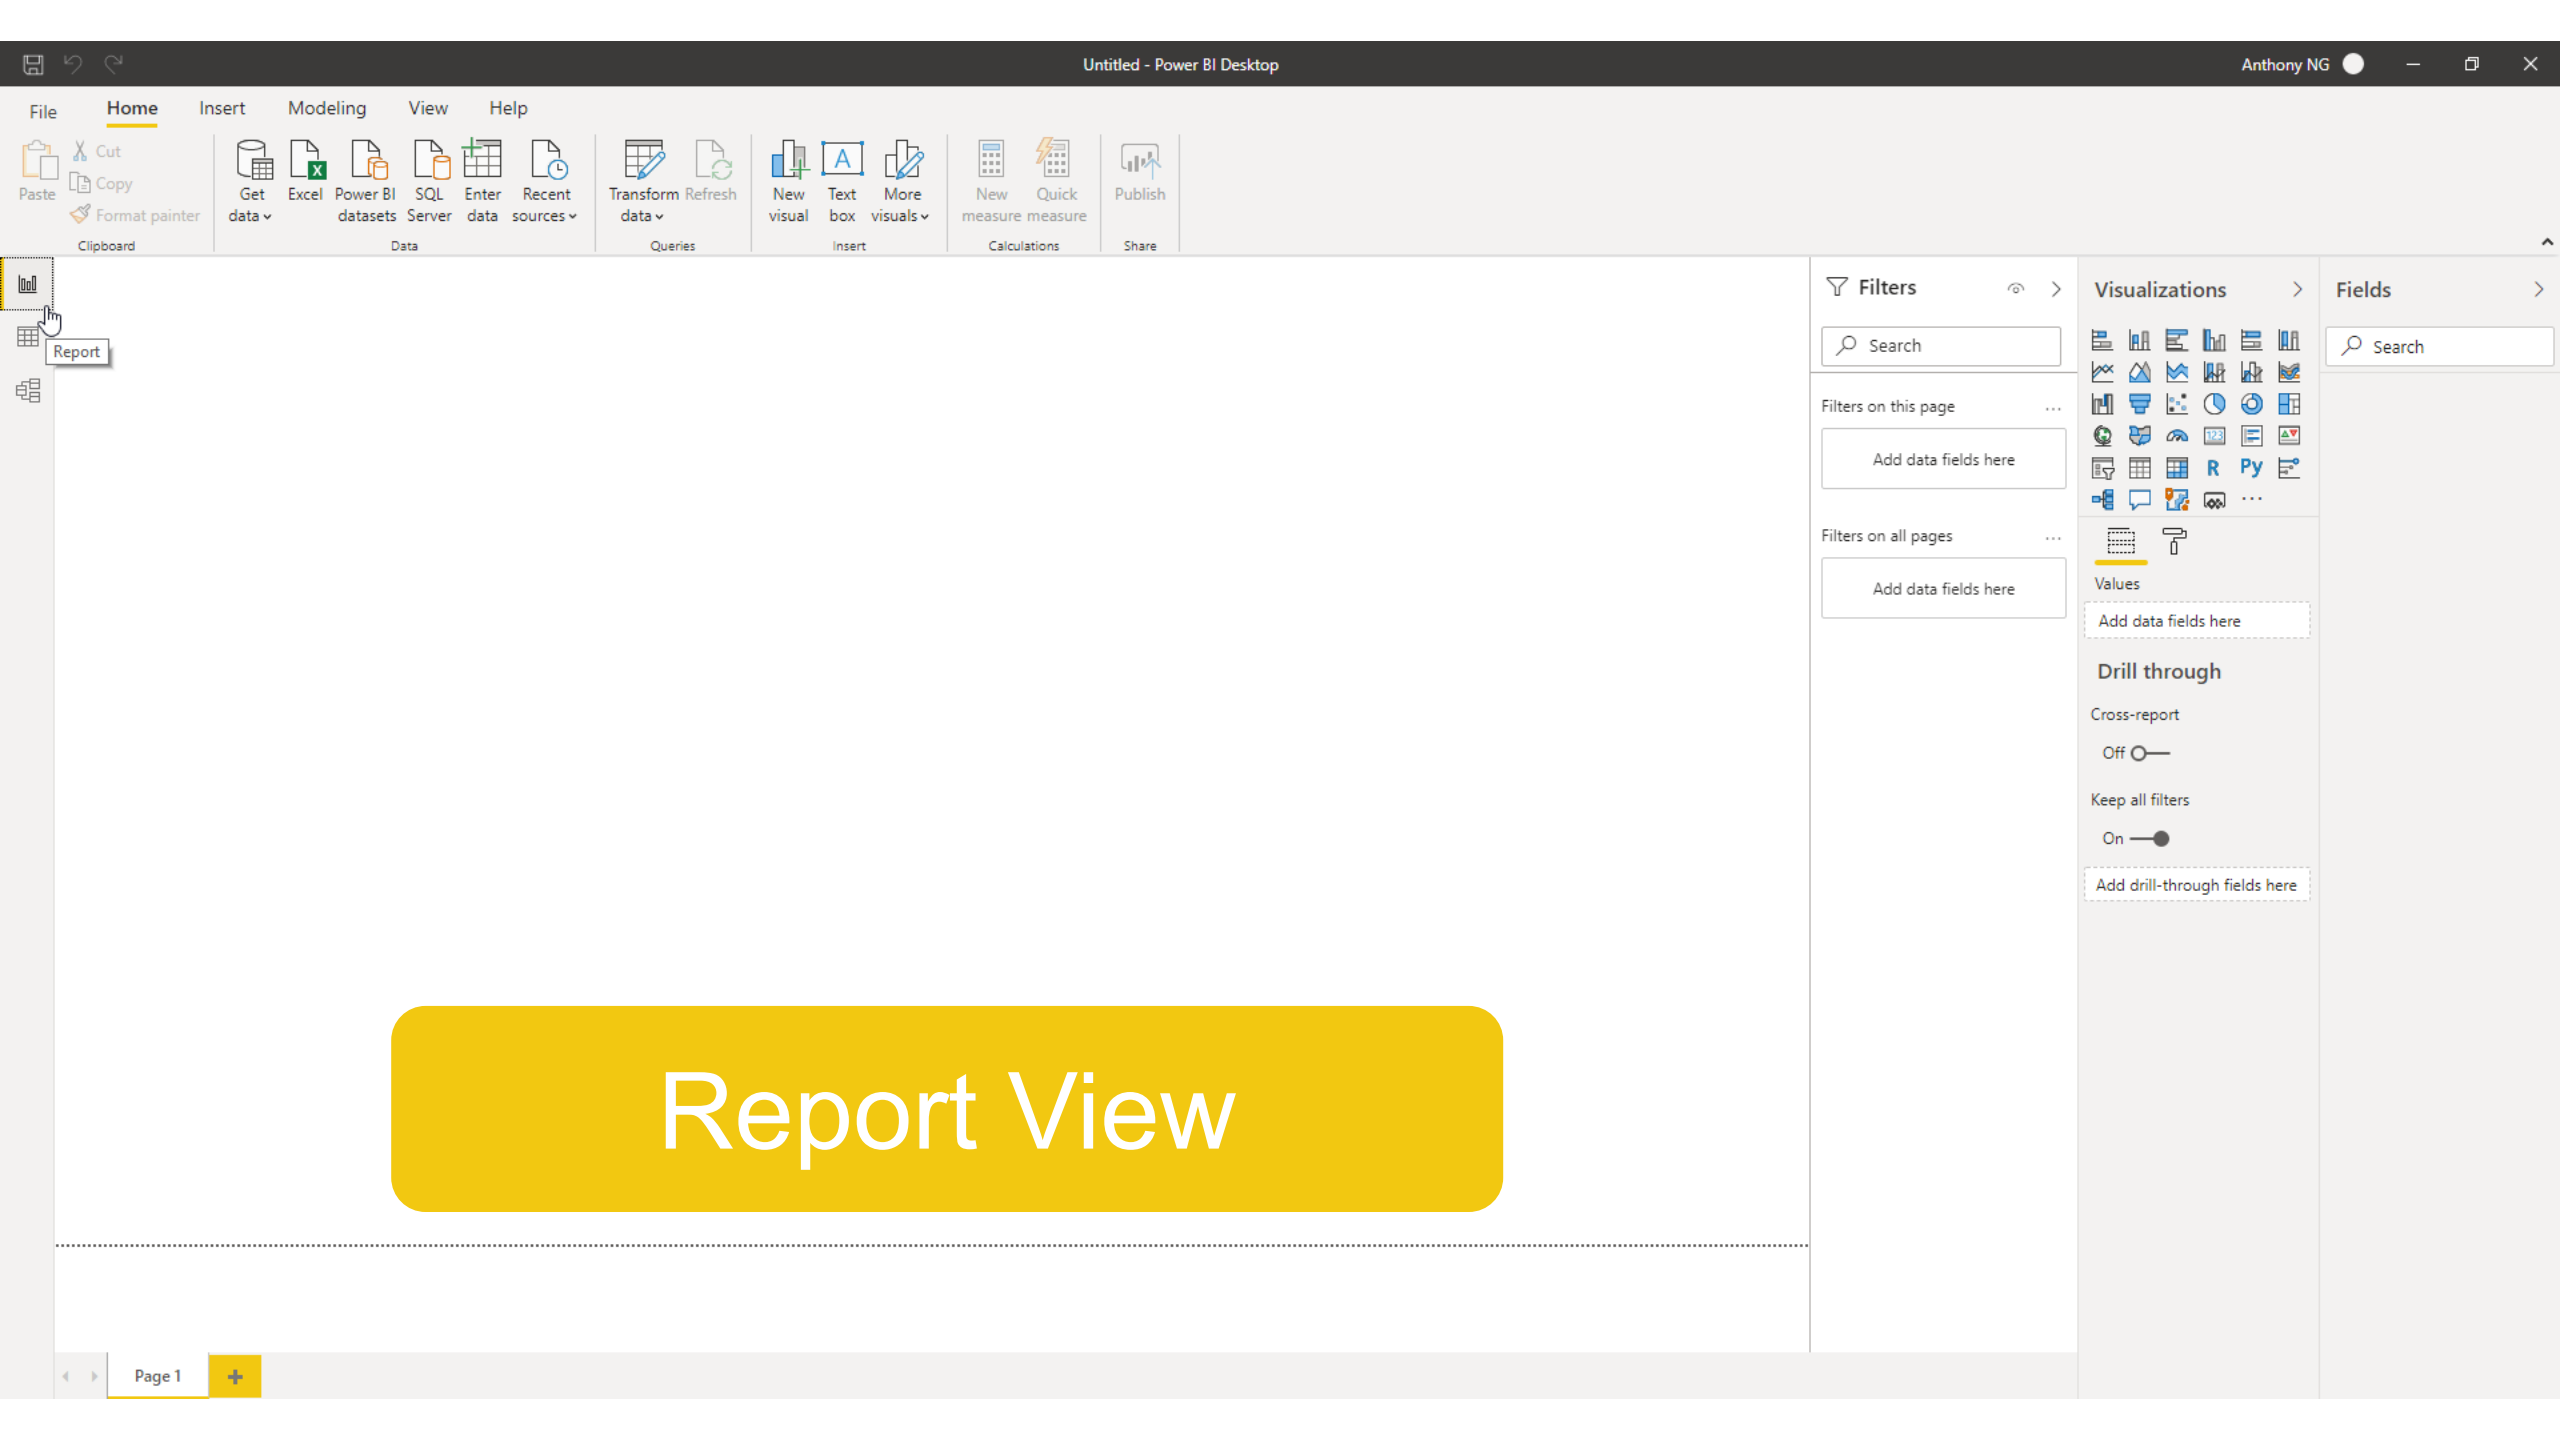 Untitled - Power BI Desktop
Anthony NG
File Home Insert Modeling View Help
Paste
Cut
Copy
Format painter
Clipboard
Get data
Excel
Power BI datasets
SQL Server
Enter data
Recent sources
Data
Transform data
Refresh
Queries
New visual
Text box
More visuals
Insert
New measure
Quick measure
Calculations
Publish
Share
Report
Filters
Search
Filters on this page
Add data fields here
Filters on all pages
Add data fields here
Visualizations
123
R
Py
Values
Add data fields here
Drill through
Cross-report
Off
Keep all filters
On
Add drill-through fields here
Fields
Search
Report View
Page 1